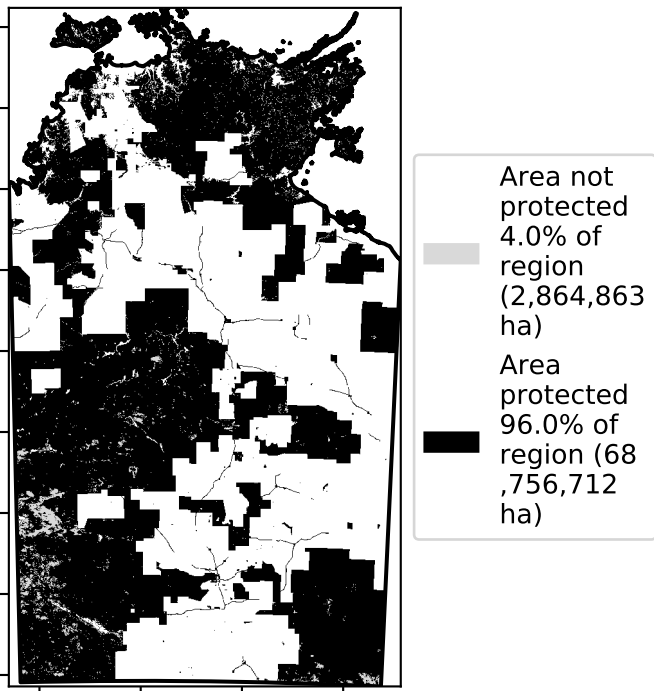 Area not
protected
4.0% of
region
(2,864,863
ha)
Area
protected
96.0% of
region (68
,756,712
ha)